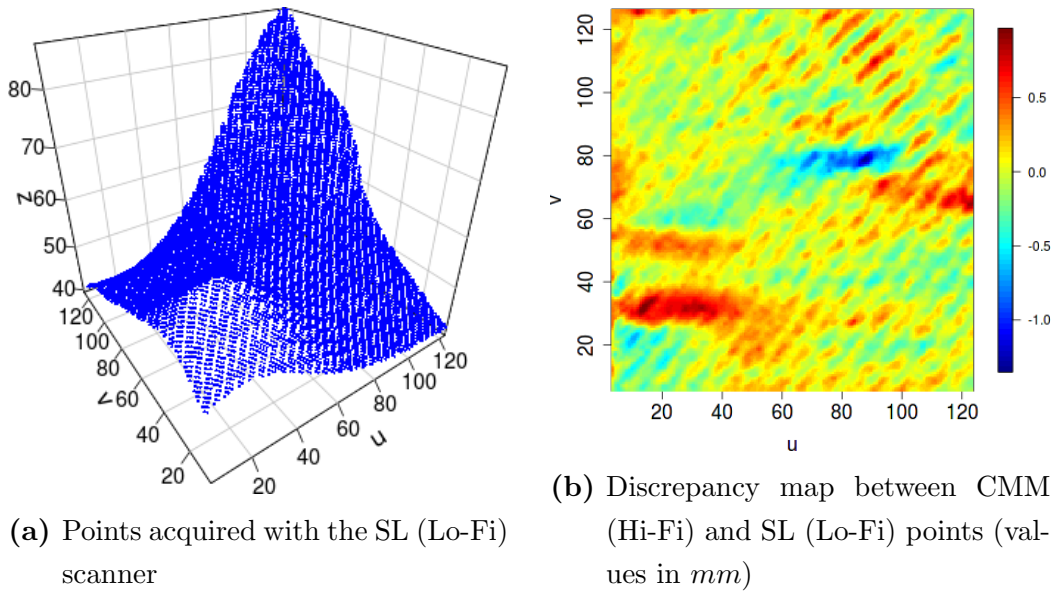 80
70
z
60
50
40
120
100
80
v
60
40
20
20
40
60
u
80
100
120
120
100
80
v
60
40
20
20 40 60 80 100 120
u
0.5
0.0
-0.5
-1.0
(a) Points acquired with the SL (Lo-Fi)
scanner
(b) Discrepancy map between CMM
(Hi-Fi) and SL (Lo-Fi) points (val-
ues in mm)